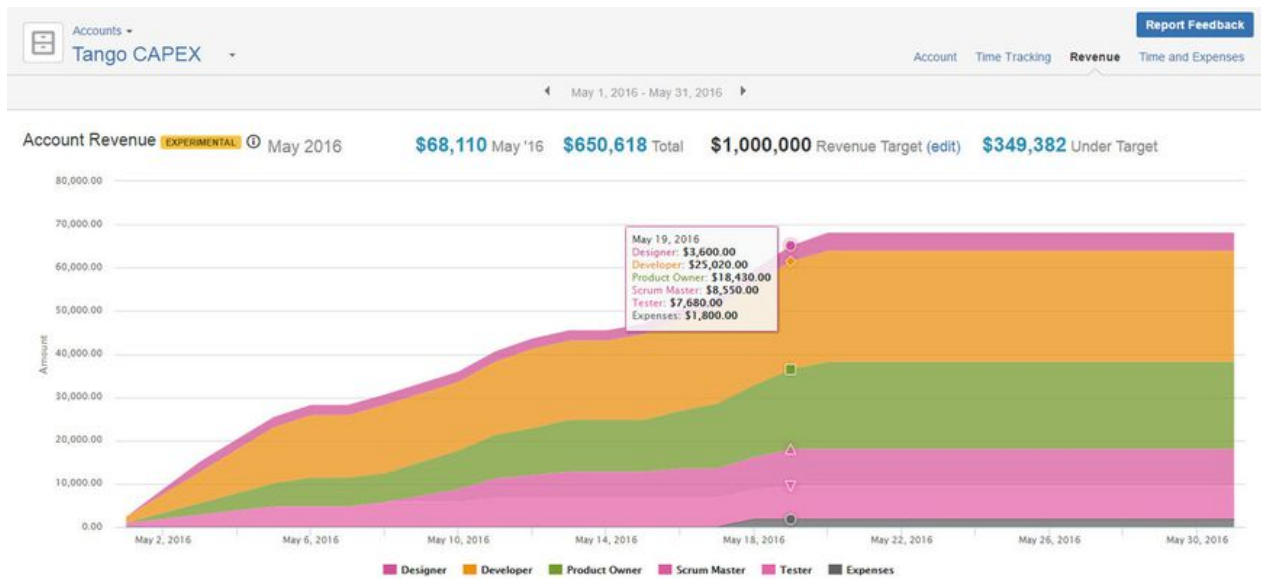 Report Feedback
Accounts
Tango CAPEX
Account Time Tracking Revenue Time and Expenses
May 1, 2016 - May 31, 2016
Account Revenue EXPERIMENTAL May 2016 $68,110 May '16 $650,618 Total $1,000,000 Revenue Target (edit) $349,382 Under Target
80,000.00
70,000.00
60,000.00
50,000.00
40,000.00
30,000.00
20,000.00
10,000.00
0.00
Amount
May 19, 2016
Designer: $3,600.00
Developer: $25,020.00
Product Owner: $18,430.00
Scrum Master: $8,550.00
Tester: $7,680.00
Expenses: $1,800.00
May 2, 2016 May 6, 2016 May 10, 2016 May 14, 2016 May 18, 2016 May 22, 2016 May 26, 2016 May 30, 2016
Designer Developer Product Owner Scrum Master Tester Expenses